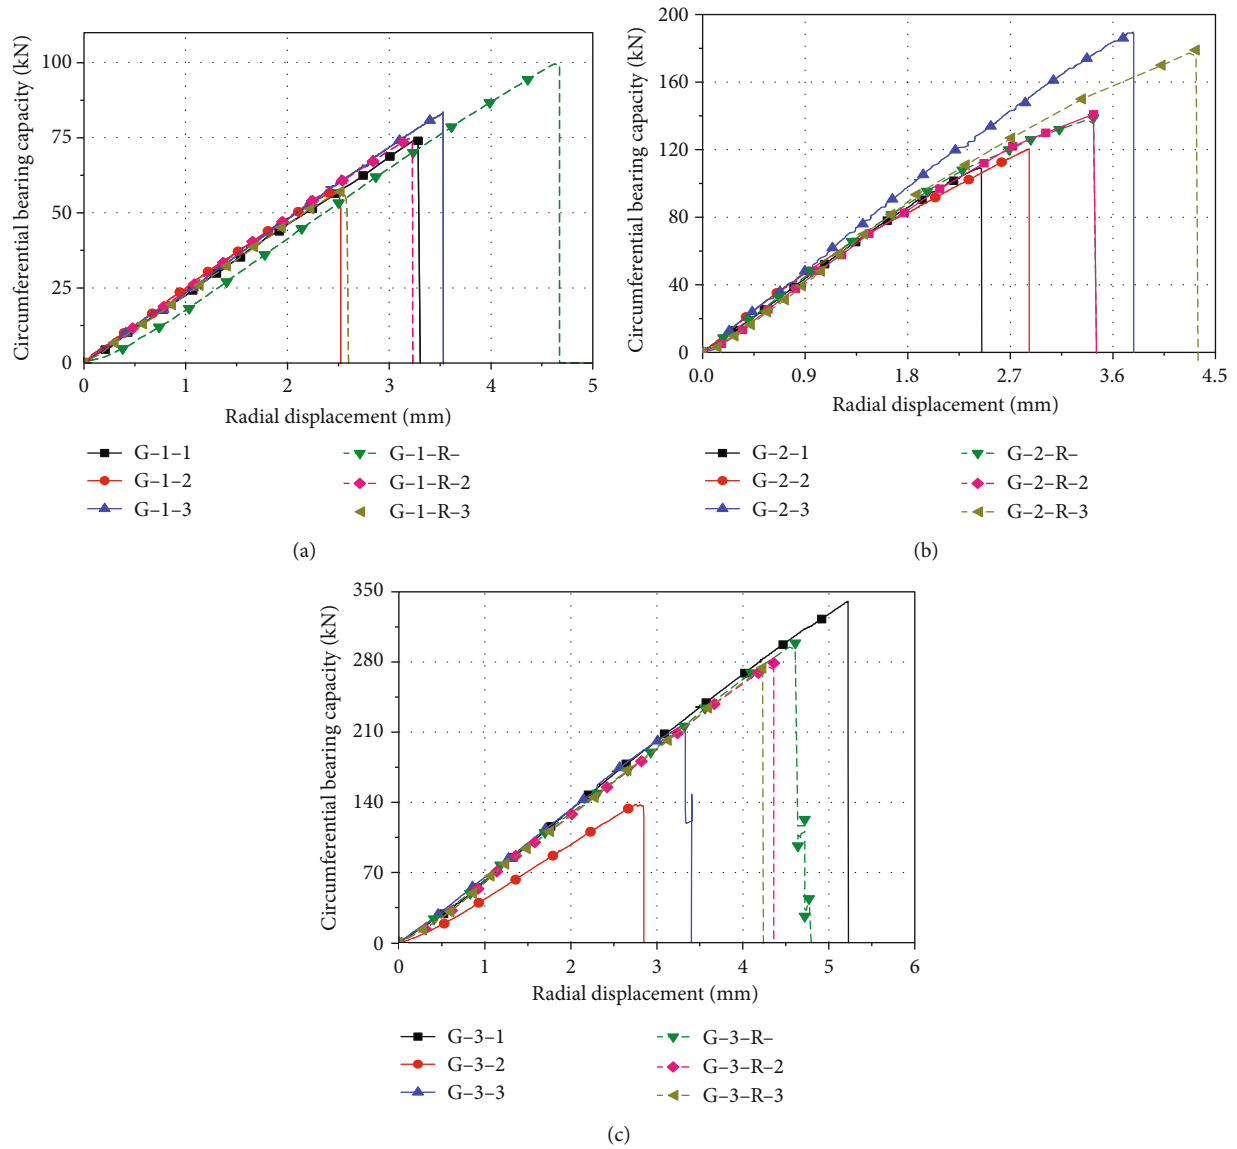 Circumferential bearing capacity (kN)
100
75
50
25
0
0 1 2 3 4 5
Radial displacement (mm)
G–1–1
G–1–2
G–1–3
G–1–R–
G–1–R–2
G–1–R–3
(a)
Circumferential bearing capacity (kN)
200
160
120
80
40
0
0.0 0.9 1.8 2.7 3.6 4.5
Radial displacement (mm)
G–2–1
G–2–2
G–2–3
G–2–R–
G–2–R–2
G–2–R–3
(b)
Circumferential bearing capacity (kN)
350
280
210
140
70
0
0 1 2 3 4 5 6
Radial displacement (mm)
G–3–1
G–3–2
G–3–3
G–3–R–
G–3–R–2
G–3–R–3
(c)